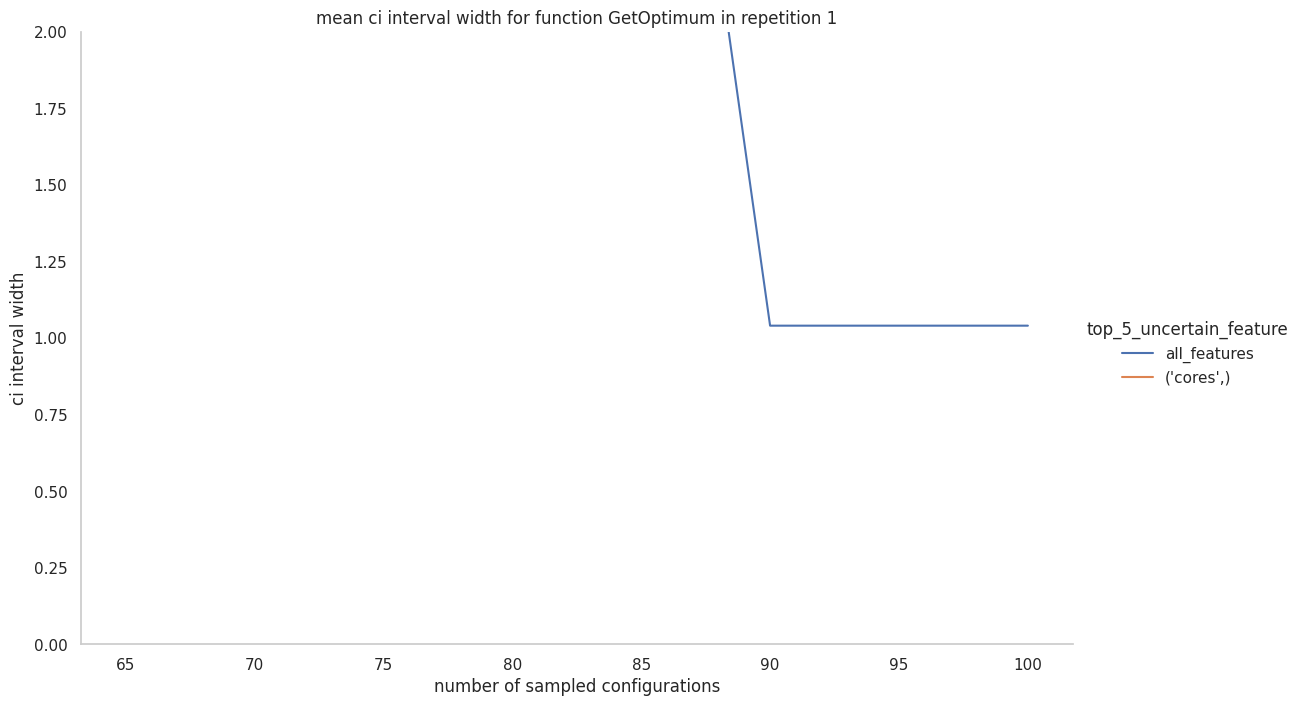 mean ci interval width for function GetOptimum in repetition 1
2.00
1.75
1.50
1.25
1.00
0.75
0.50
0.25
0.00
ci interval width
65 70 75 80 85 90 95 100
number of sampled configurations
top_5_uncertain_feature
all_features
('cores',)